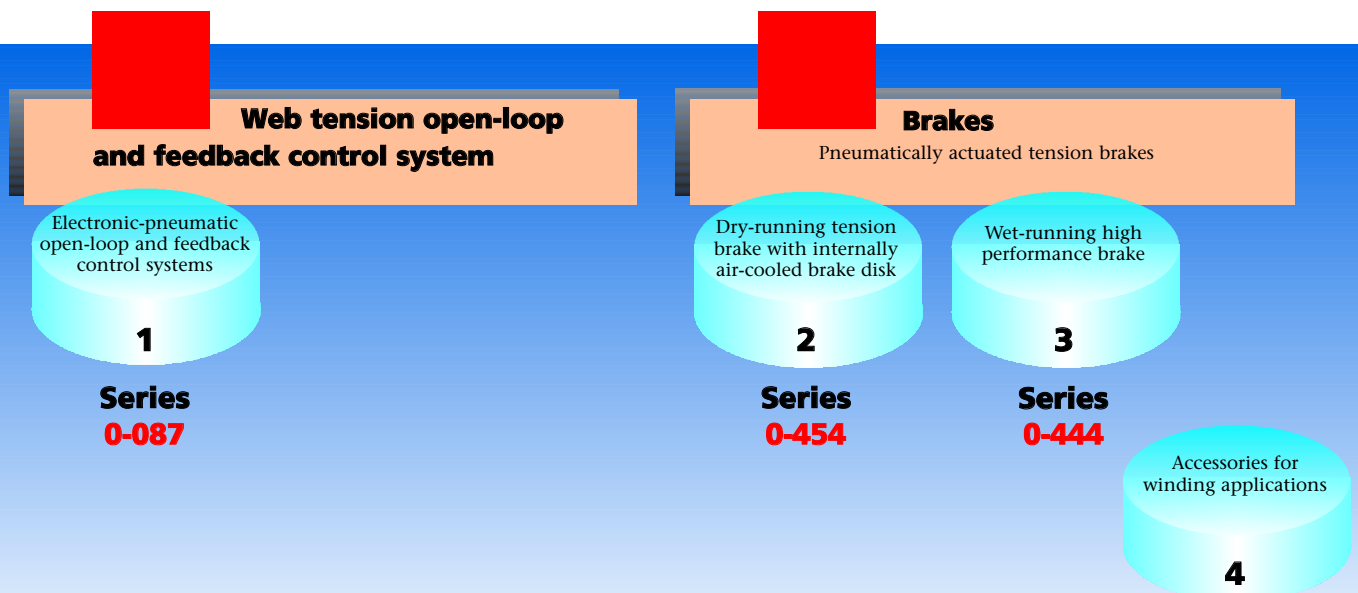 Web tension open-loop
and feedback control system
Electronic-pneumatic
open-loop and feedback
control systems
1
Series
0-087
Brakes
Pneumatically actuated tension brakes
Dry-running tension
brake with internally
air-cooled brake disk
2
Series
0-454
Wet-running high
performance brake
3
Series
0-444
Accessories for
winding applications
4